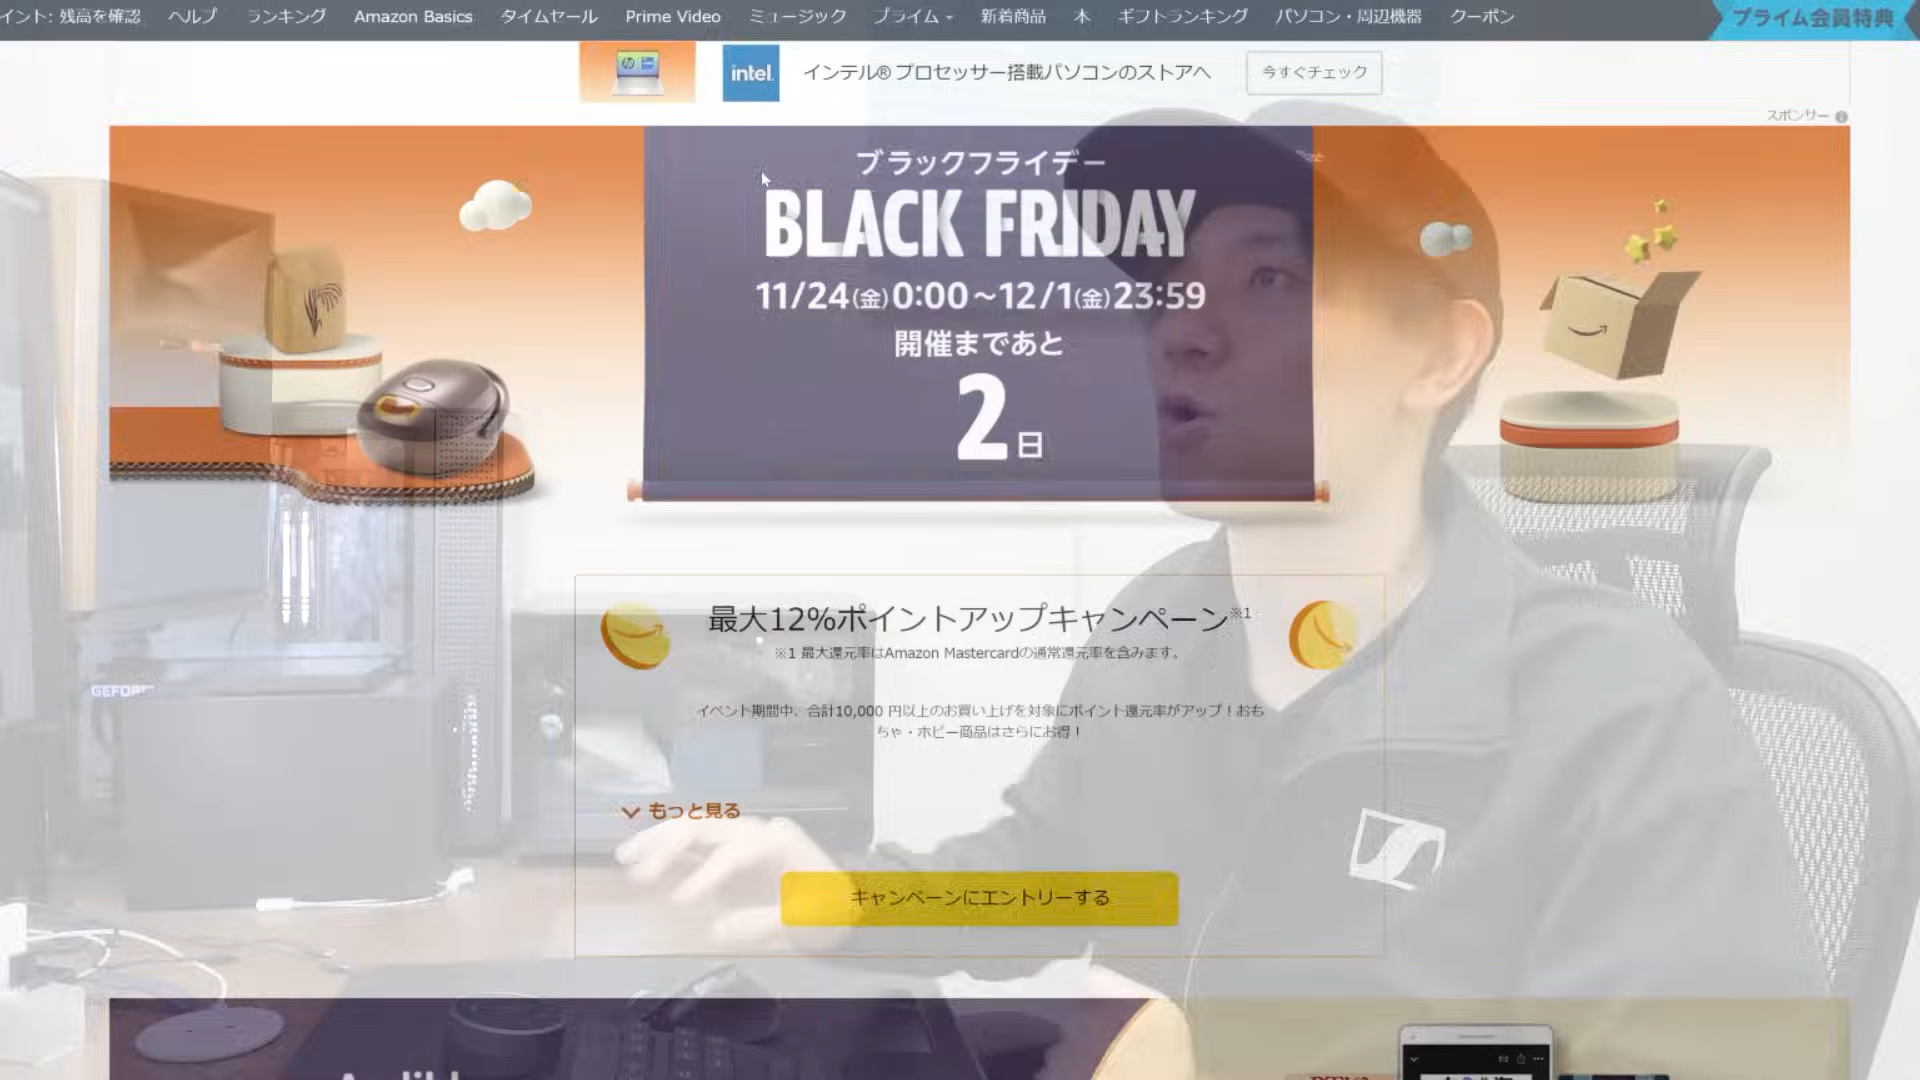 イント: 残高を確認 ヘルプ ランキング Amazon Basics タイムセール Prime Video ミュージック プライム 新着商品 本 ギフトランキング パソコン・周辺機器 クーポン プライム会員特典
intel. インテル® プロセッサー搭載パソコンのストアへ 今すぐチェック
スポンサー
ブラックフライデー
BLACK FRIDAY
11/24(金)0:00～12/1(金)23:59
開催まであと
2日
最大12%ポイントアップキャンペーン※1
※1 最大還元率はAmazon Mastercardの通常還元率を含みます。
イベント期間中、合計10,000 円以上のお買い上げを対象にポイント還元率がアップ！おも
ちゃ・ホビー商品はさらにお得！
もっと見る
キャンペーンにエントリーする